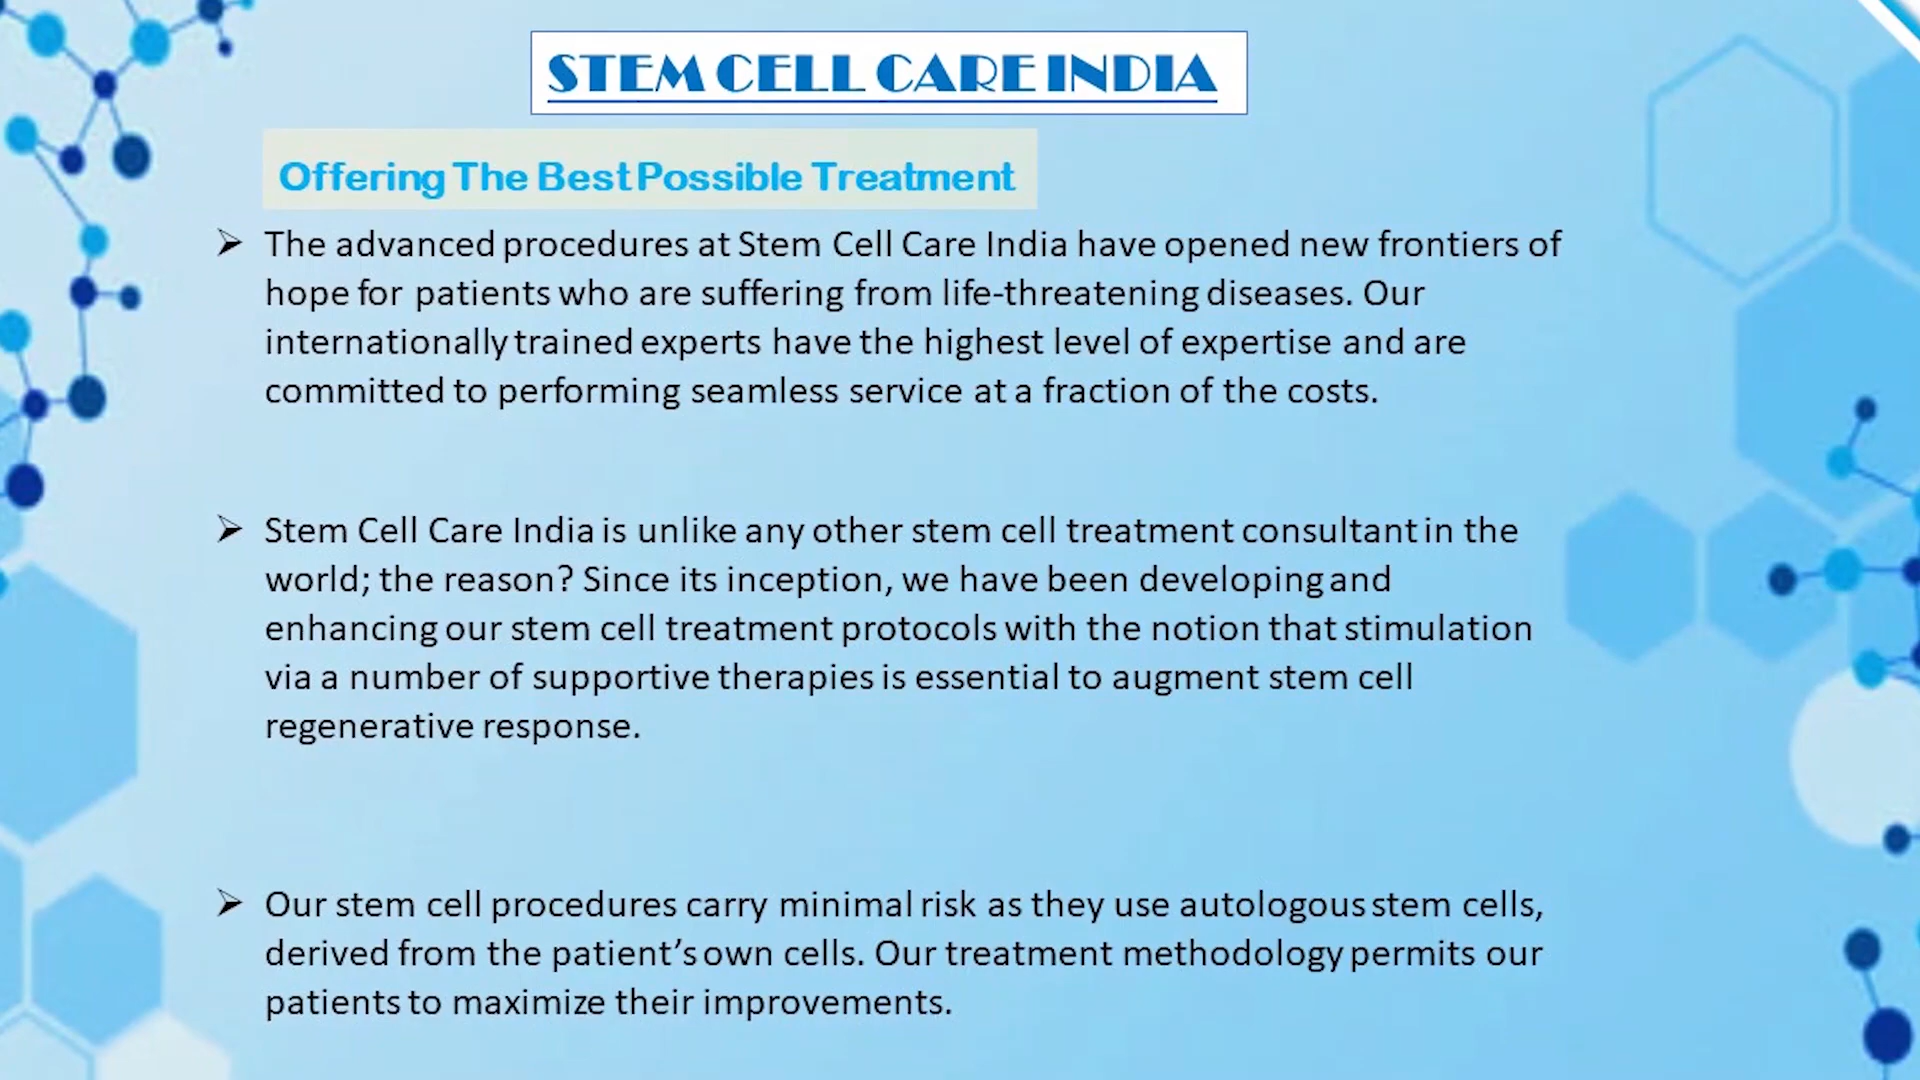 STEM CELL CARE INDIA
Offering The Best Possible Treatment
➢ The advanced procedures at Stem Cell Care India have opened new frontiers of
hope for patients who are suffering from life-threatening diseases. Our
internationally trained experts have the highest level of expertise and are
committed to performing seamless service at a fraction of the costs.
➢ Stem Cell Care India is unlike any other stem cell treatment consultant in the
world; the reason? Since its inception, we have been developing and
enhancing our stem cell treatment protocols with the notion that stimulation
via a number of supportive therapies is essential to augment stem cell
regenerative response.
➢ Our stem cell procedures carry minimal risk as they use autologous stem cells,
derived from the patient’s own cells. Our treatment methodology permits our
patients to maximize their improvements.